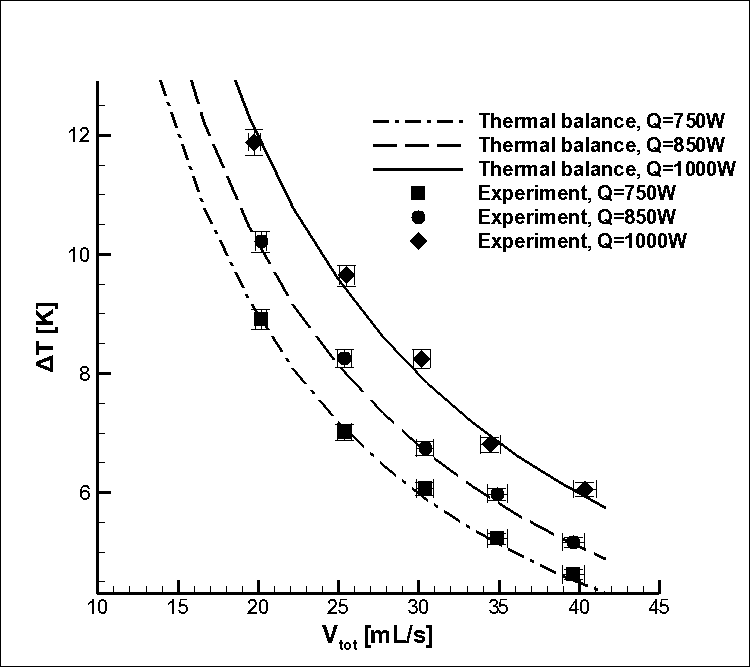 12
10
8
6
ΔT [K]
Thermal balance, Q=750W
Thermal balance, Q=850W
Thermal balance, Q=1000W
Experiment, Q=750W
Experiment, Q=850W
Experiment, Q=1000W
10 15 20 25 30 35 40 45
Vtot [mL/s]